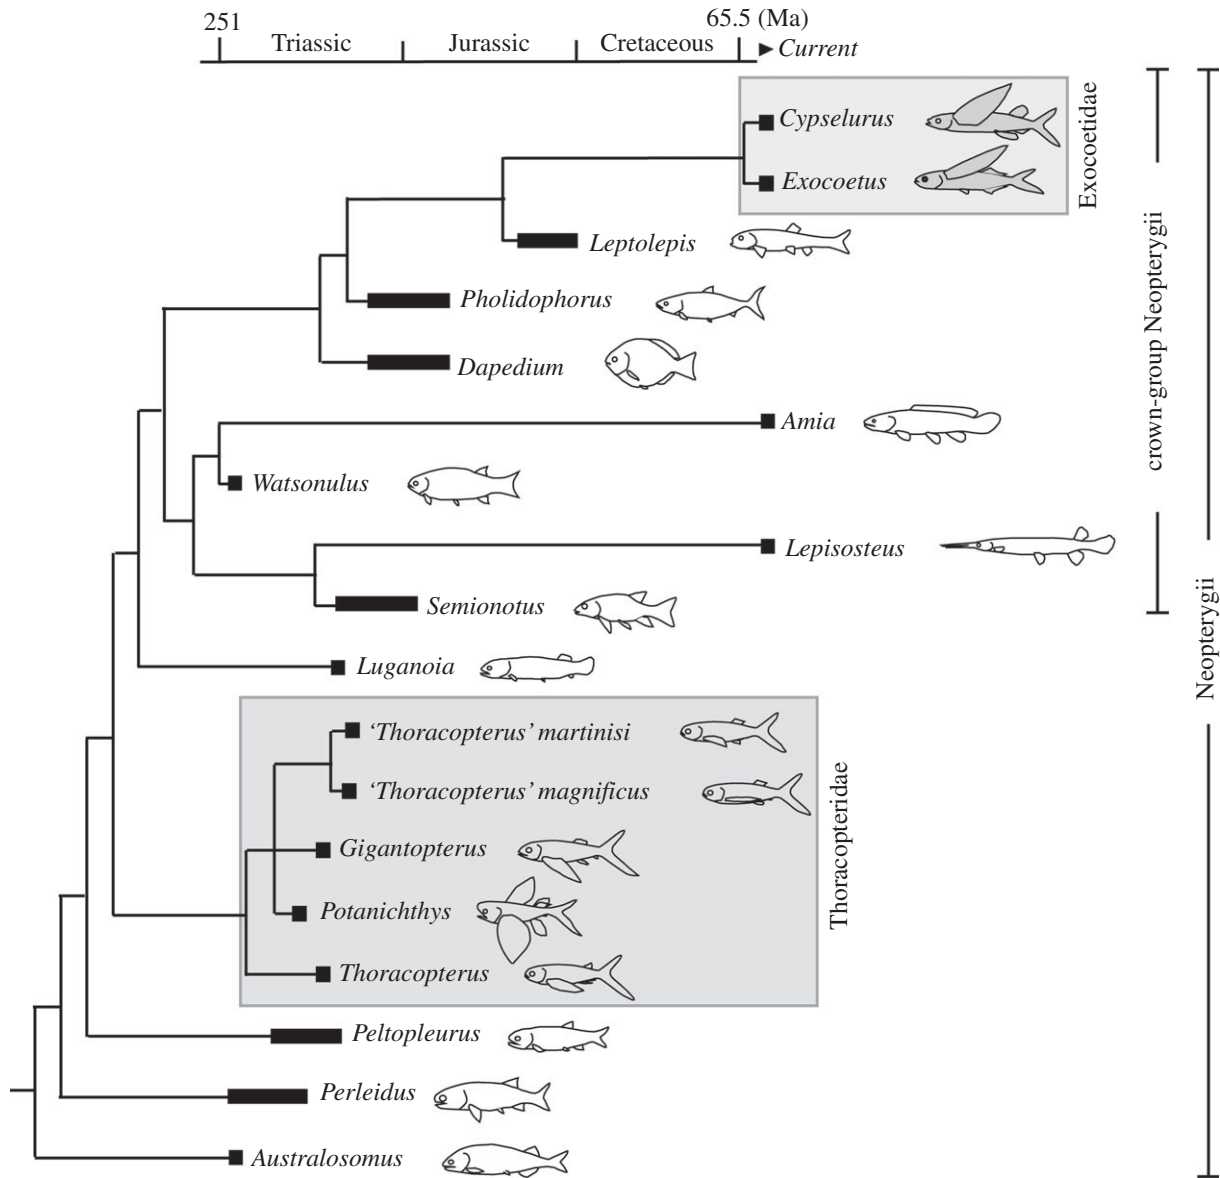 251
65.5 (Ma)
Triassic
Jurassic
Cretaceous
Current
Cypselurus
Exocoetus
Exocoetidae
Leptolepis
Pholidophorus
Dapedium
Amia
Watsonulus
Lepisosteus
Semionotus
crown-group Neopterygii
Luganoia
Neopterygii
‘Thoracopterus’ martinisi
‘Thoracopterus’ magnificus
Gigantopterus
Potanichthys
Thoracopterus
Thoracopteridae
Peltopleurus
Perleidus
Australosomus